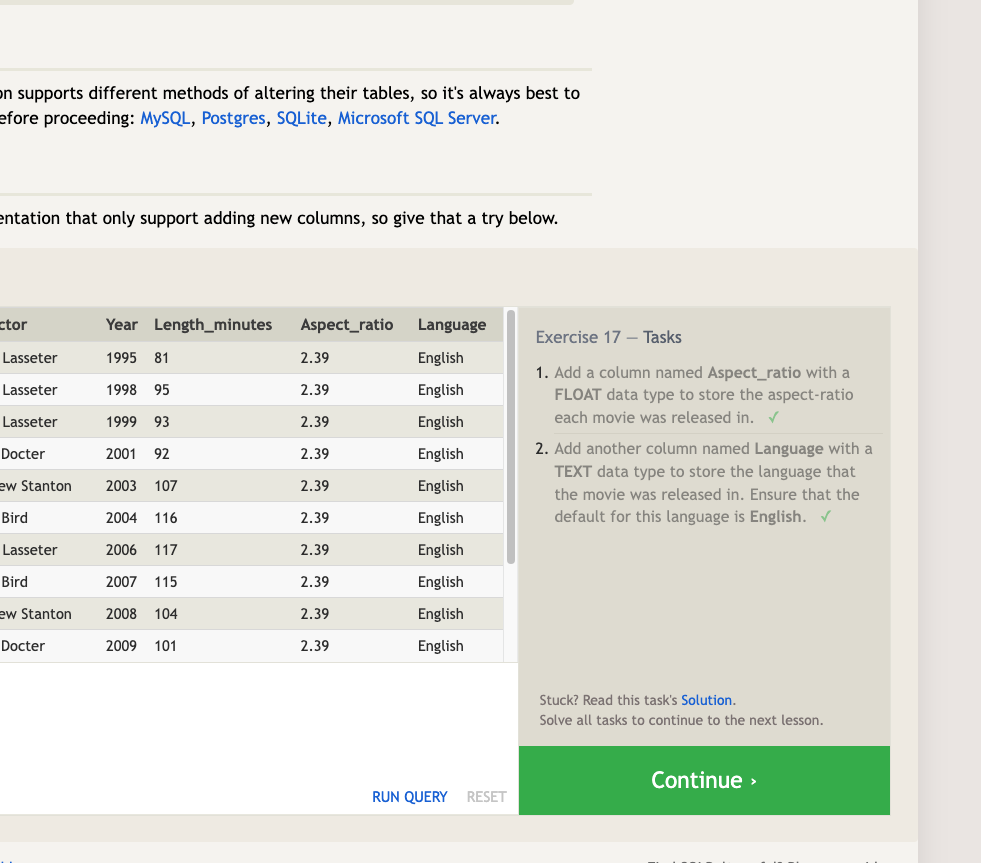 on supports different methods of altering their tables, so it's always best to
efore proceeding: MySQL, Postgres, SQLite, Microsoft SQL Server.
entation that only support adding new columns, so give that a try below.
ctor Year Length_minutes Aspect_ratio Language
Lasseter 1995 81 2.39 English
Lasseter 1998 95 2.39 English
Lasseter 1999 93 2.39 English
Docter 2001 92 2.39 English
ew Stanton 2003 107 2.39 English
Bird 2004 116 2.39 English
Lasseter 2006 117 2.39 English
Bird 2007 115 2.39 English
ew Stanton 2008 104 2.39 English
Docter 2009 101 2.39 English
RUN QUERY RESET
Exercise 17 — Tasks
1. Add a column named Aspect_ratio with a
FLOAT data type to store the aspect-ratio
each movie was released in. ✓
2. Add another column named Language with a
TEXT data type to store the language that
the movie was released in. Ensure that the
default for this language is English. ✓
Stuck? Read this task's Solution.
Solve all tasks to continue to the next lesson.
Continue ›